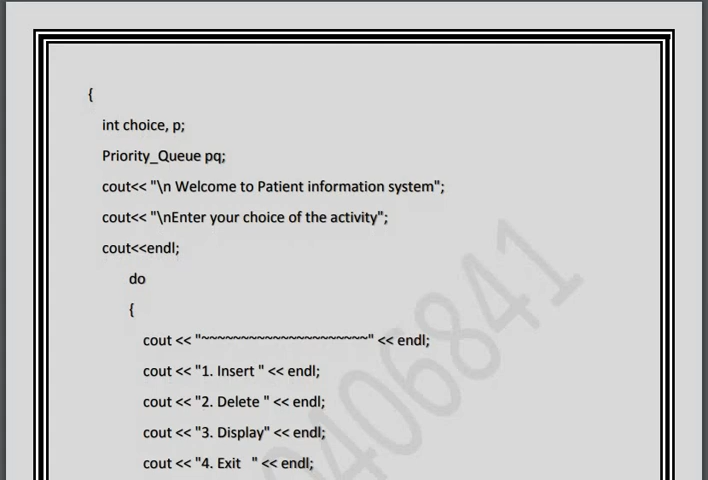 {
int choice, p;
Priority_Queue pq;
cout<< "\n Welcome to Patient information system";
cout<< "\nEnter your choice of the activity";
cout<<endl;
do
{
cout << "~~~~~~~~~~~~~~~~~~~~~" << endl;
cout << "1. Insert " << endl;
cout << "2. Delete " << endl;
cout << "3. Display" << endl;
cout << "4. Exit   " << endl;
0406841